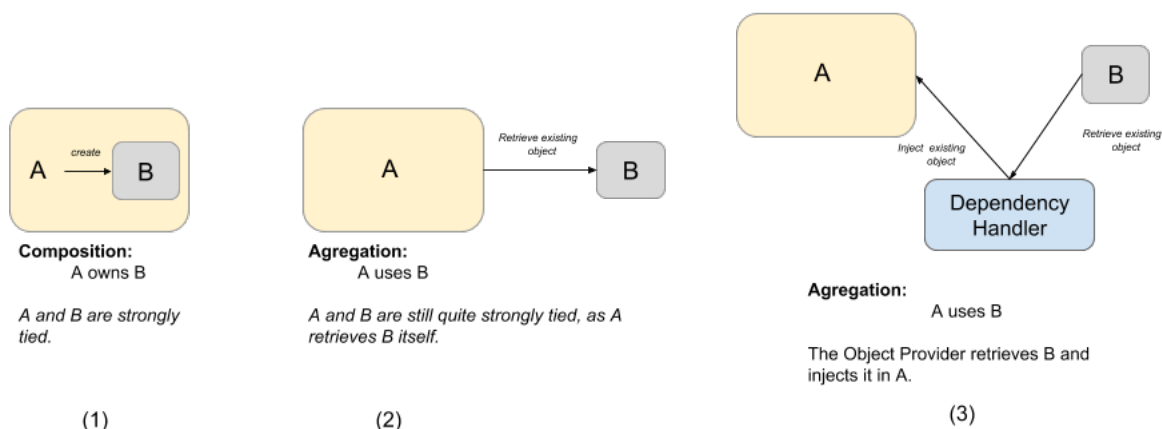 A
create
B
Composition:
A owns B
A and B are strongly
tied.
(1)
A
Retrieve existing
object
B
Agregation:
A uses B
A and B are still quite strongly tied, as A
retrieves B itself.
(2)
A
B
Inject existing
object
Retrieve existing
object
Dependency
Handler
Agregation:
A uses B
The Object Provider retrieves B and
injects it in A.
(3)